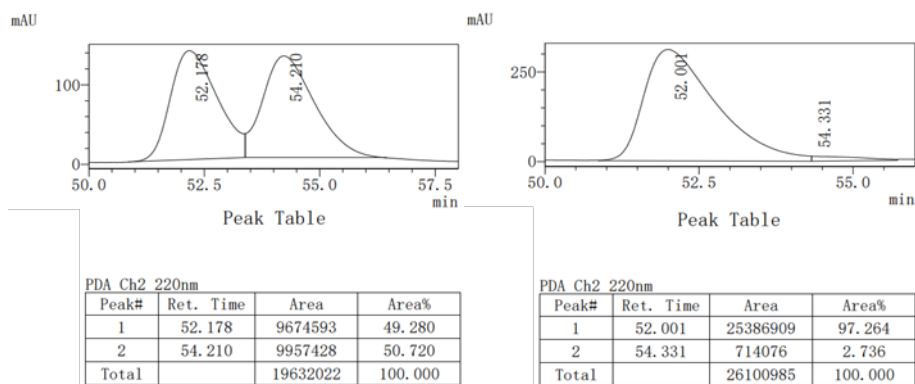 mAU
100
0
52.178
54.210
50.0 52.5 55.0 57.5
min
Peak Table
PDA Ch2 220nm
Peak# Ret. Time Area Area%
1 52.178 9674593 49.280
2 54.210 9957428 50.720
Total 19632022 100.000
mAU
250
0
52.001
54.331
50.0 52.5 55.0
min
Peak Table
PDA Ch2 220nm
Peak# Ret. Time Area Area%
1 52.001 25386909 97.264
2 54.331 714076 2.736
Total 26100985 100.000